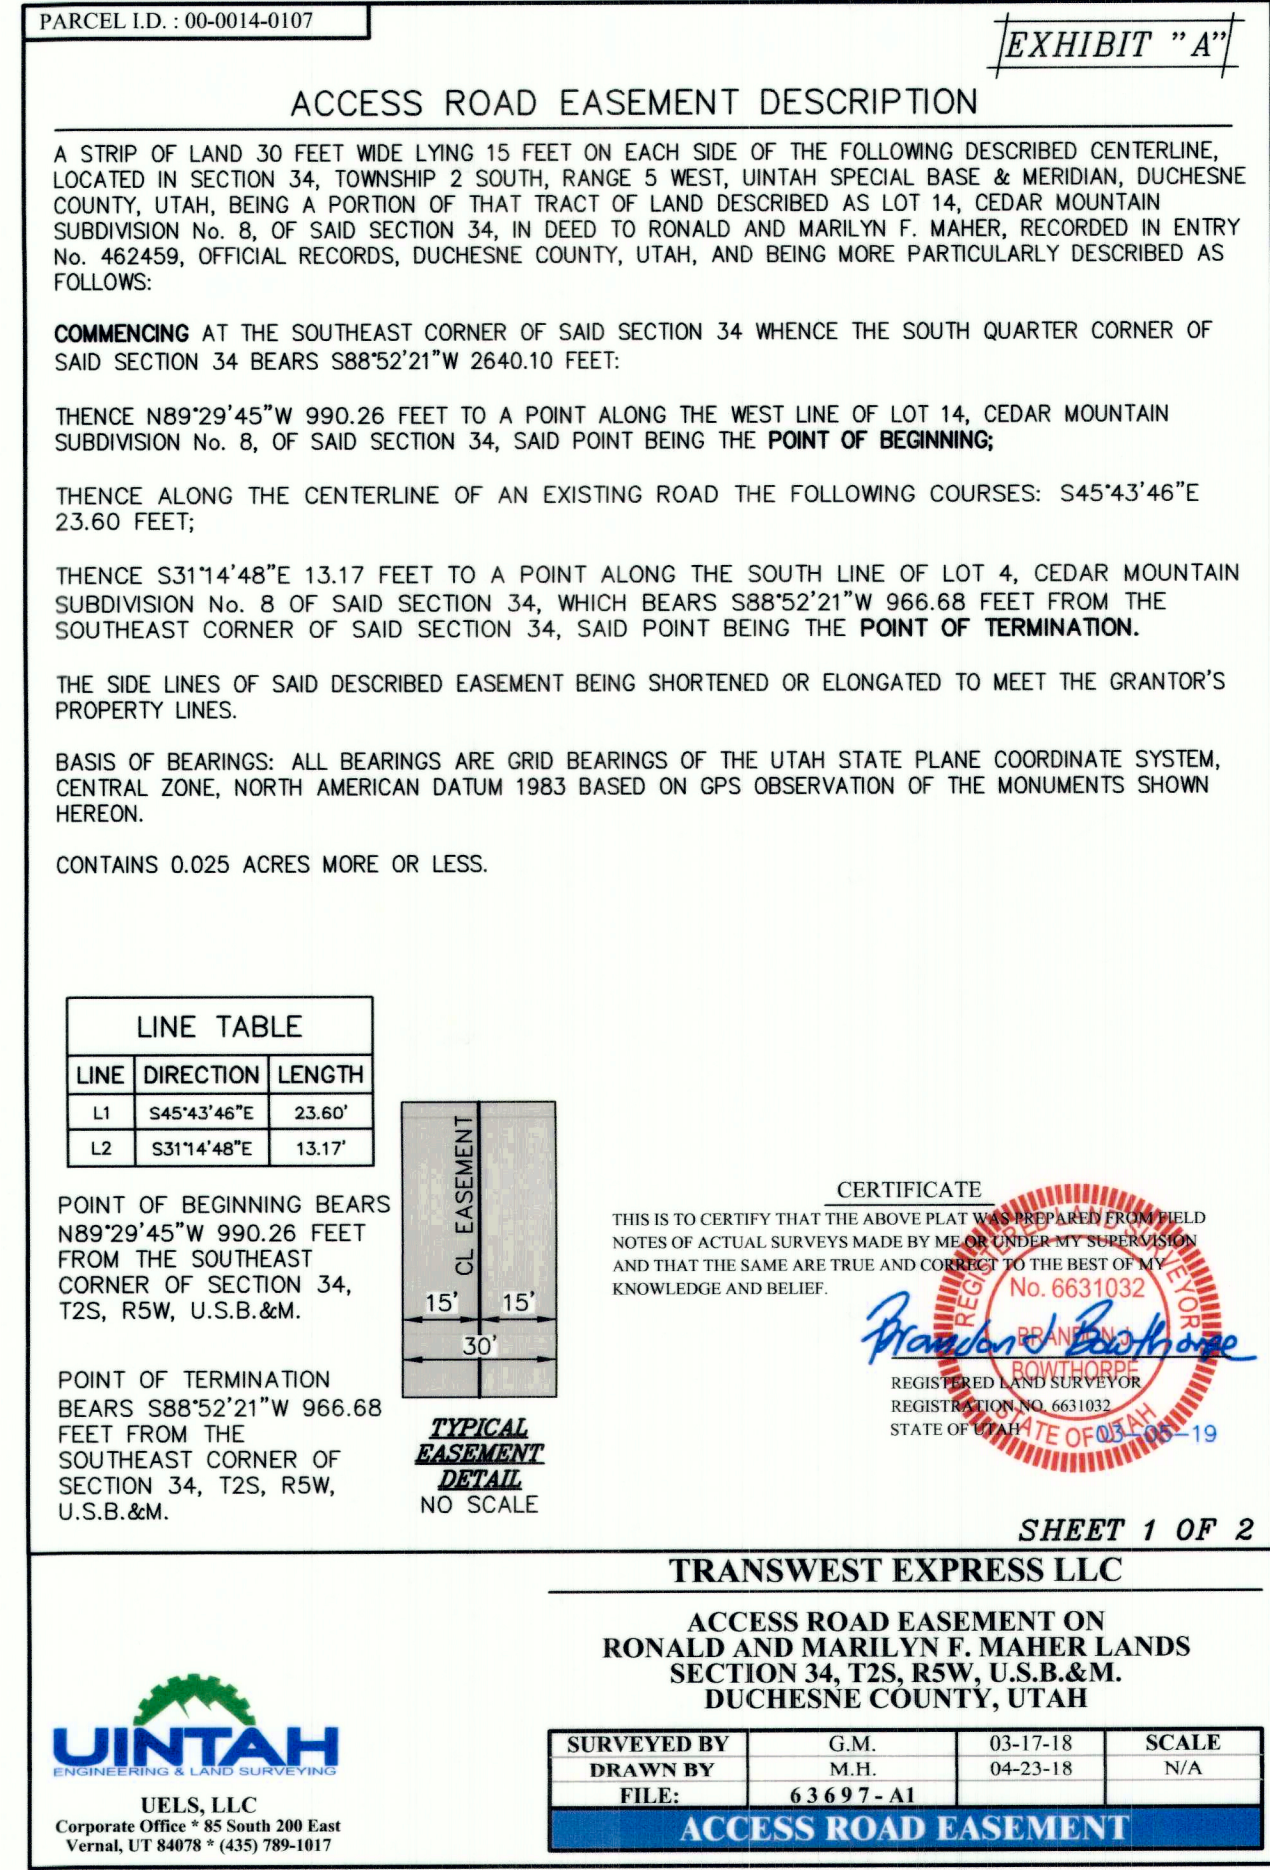 PARCEL I.D. : 00-0014-0107
EXHIBIT "A"
ACCESS ROAD EASEMENT DESCRIPTION
A STRIP OF LAND 30 FEET WIDE LYING 15 FEET ON EACH SIDE OF THE FOLLOWING DESCRIBED CENTERLINE,
LOCATED IN SECTION 34, TOWNSHIP 2 SOUTH, RANGE 5 WEST, UINTAH SPECIAL BASE & MERIDIAN, DUCHESNE
COUNTY, UTAH, BEING A PORTION OF THAT TRACT OF LAND DESCRIBED AS LOT 14, CEDAR MOUNTAIN
SUBDIVISION No. 8, OF SAID SECTION 34, IN DEED TO RONALD AND MARILYN F. MAHER, RECORDED IN ENTRY
No. 462459, OFFICIAL RECORDS, DUCHESNE COUNTY, UTAH, AND BEING MORE PARTICULARLY DESCRIBED AS
FOLLOWS:
COMMENCING AT THE SOUTHEAST CORNER OF SAID SECTION 34 WHENCE THE SOUTH QUARTER CORNER OF
SAID SECTION 34 BEARS S88°52'21"W 2640.10 FEET:
THENCE N89°29'45"W 990.26 FEET TO A POINT ALONG THE WEST LINE OF LOT 14, CEDAR MOUNTAIN
SUBDIVISION No. 8, OF SAID SECTION 34, SAID POINT BEING THE POINT OF BEGINNING;
THENCE ALONG THE CENTERLINE OF AN EXISTING ROAD THE FOLLOWING COURSES: S45°43'46"E
23.60 FEET;
THENCE S31°14'48"E 13.17 FEET TO A POINT ALONG THE SOUTH LINE OF LOT 4, CEDAR MOUNTAIN
SUBDIVISION No. 8 OF SAID SECTION 34, WHICH BEARS S88°52'21"W 966.68 FEET FROM THE
SOUTHEAST CORNER OF SAID SECTION 34, SAID POINT BEING THE POINT OF TERMINATION.
THE SIDE LINES OF SAID DESCRIBED EASEMENT BEING SHORTENED OR ELONGATED TO MEET THE GRANTOR'S
PROPERTY LINES.
BASIS OF BEARINGS: ALL BEARINGS ARE GRID BEARINGS OF THE UTAH STATE PLANE COORDINATE SYSTEM,
CENTRAL ZONE, NORTH AMERICAN DATUM 1983 BASED ON GPS OBSERVATION OF THE MONUMENTS SHOWN
HEREON.
CONTAINS 0.025 ACRES MORE OR LESS.
LINE TABLE
LINE DIRECTION LENGTH
L1 S45°43'46"E 23.60'
L2 S31°14'48"E 13.17'
POINT OF BEGINNING BEARS
N89°29'45"W 990.26 FEET
FROM THE SOUTHEAST
CORNER OF SECTION 34,
T2S, R5W, U.S.B.&M.
POINT OF TERMINATION
BEARS S88°52'21"W 966.68
FEET FROM THE
SOUTHEAST CORNER OF
SECTION 34, T2S, R5W,
U.S.B.&M.
CL EASEMENT
15' 15'
30'
TYPICAL
EASEMENT
DETAIL
NO SCALE
CERTIFICATE
THIS IS TO CERTIFY THAT THE ABOVE PLAT WAS PREPARED FROM FIELD
NOTES OF ACTUAL SURVEYS MADE BY ME OR UNDER MY SUPERVISION
AND THAT THE SAME ARE TRUE AND CORRECT TO THE BEST OF MY
KNOWLEDGE AND BELIEF.
Brandon J Bowthorpe
REGISTERED LAND SURVEYOR
REGISTRATION NO. 6631032
STATE OF UTAH
REGISTERED LAND SURVEYOR
No. 6631032
BRANDON J.
BOWTHORPE
STATE OF UTAH
03-05-19
SHEET 1 OF 2
TRANSWEST EXPRESS LLC
ACCESS ROAD EASEMENT ON
RONALD AND MARILYN F. MAHER LANDS
SECTION 34, T2S, R5W, U.S.B.&M.
DUCHESNE COUNTY, UTAH
SURVEYED BY G.M. 03-17-18 SCALE
DRAWN BY M.H. 04-23-18 N/A
FILE: 63697-A1
ACCESS ROAD EASEMENT
UINTAH
ENGINEERING & LAND SURVEYING
UELS, LLC
Corporate Office * 85 South 200 East
Vernal, UT 84078 * (435) 789-1017